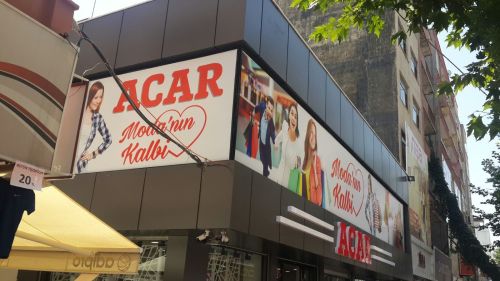 ACAR
Moda'nın
Kalbi
Moda'nın
Kalbi
ACAR
20